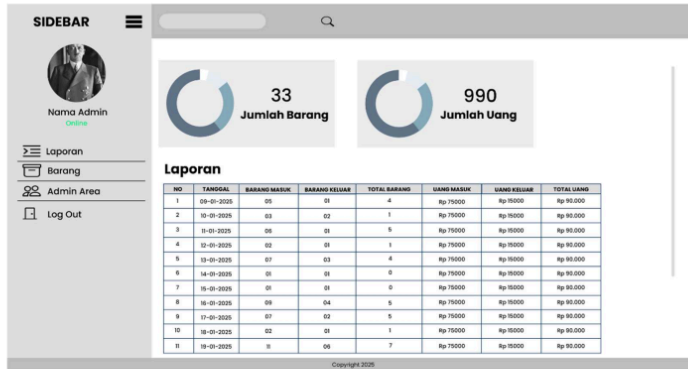 SIDEBAR
Nama Admin
Online
Laporan
Barang
Admin Area
Log Out
33
Jumlah Barang
990
Jumlah Uang
Laporan
NO TANGGAL BARANG MASUK BARANG KELUAR TOTAL BARANG UANG MASUK UANG KELUAR TOTAL UANG
1 09-01-2025 05 01 4 Rp 75000 Rp 15000 Rp 90.000
2 10-01-2025 03 02 1 Rp 75000 Rp 15000 Rp 90.000
3 11-01-2025 06 01 5 Rp 75000 Rp 15000 Rp 90.000
4 12-01-2025 02 01 1 Rp 75000 Rp 15000 Rp 90.000
5 13-01-2025 07 03 4 Rp 75000 Rp 15000 Rp 90.000
6 14-01-2025 01 01 0 Rp 75000 Rp 15000 Rp 90.000
7 15-01-2025 01 01 0 Rp 75000 Rp 15000 Rp 90.000
8 16-01-2025 09 04 5 Rp 75000 Rp 15000 Rp 90.000
9 17-01-2025 07 02 5 Rp 75000 Rp 15000 Rp 90.000
10 18-01-2025 02 01 1 Rp 75000 Rp 15000 Rp 90.000
11 19-01-2025 11 06 7 Rp 75000 Rp 15000 Rp 90.000
Copyright 2025